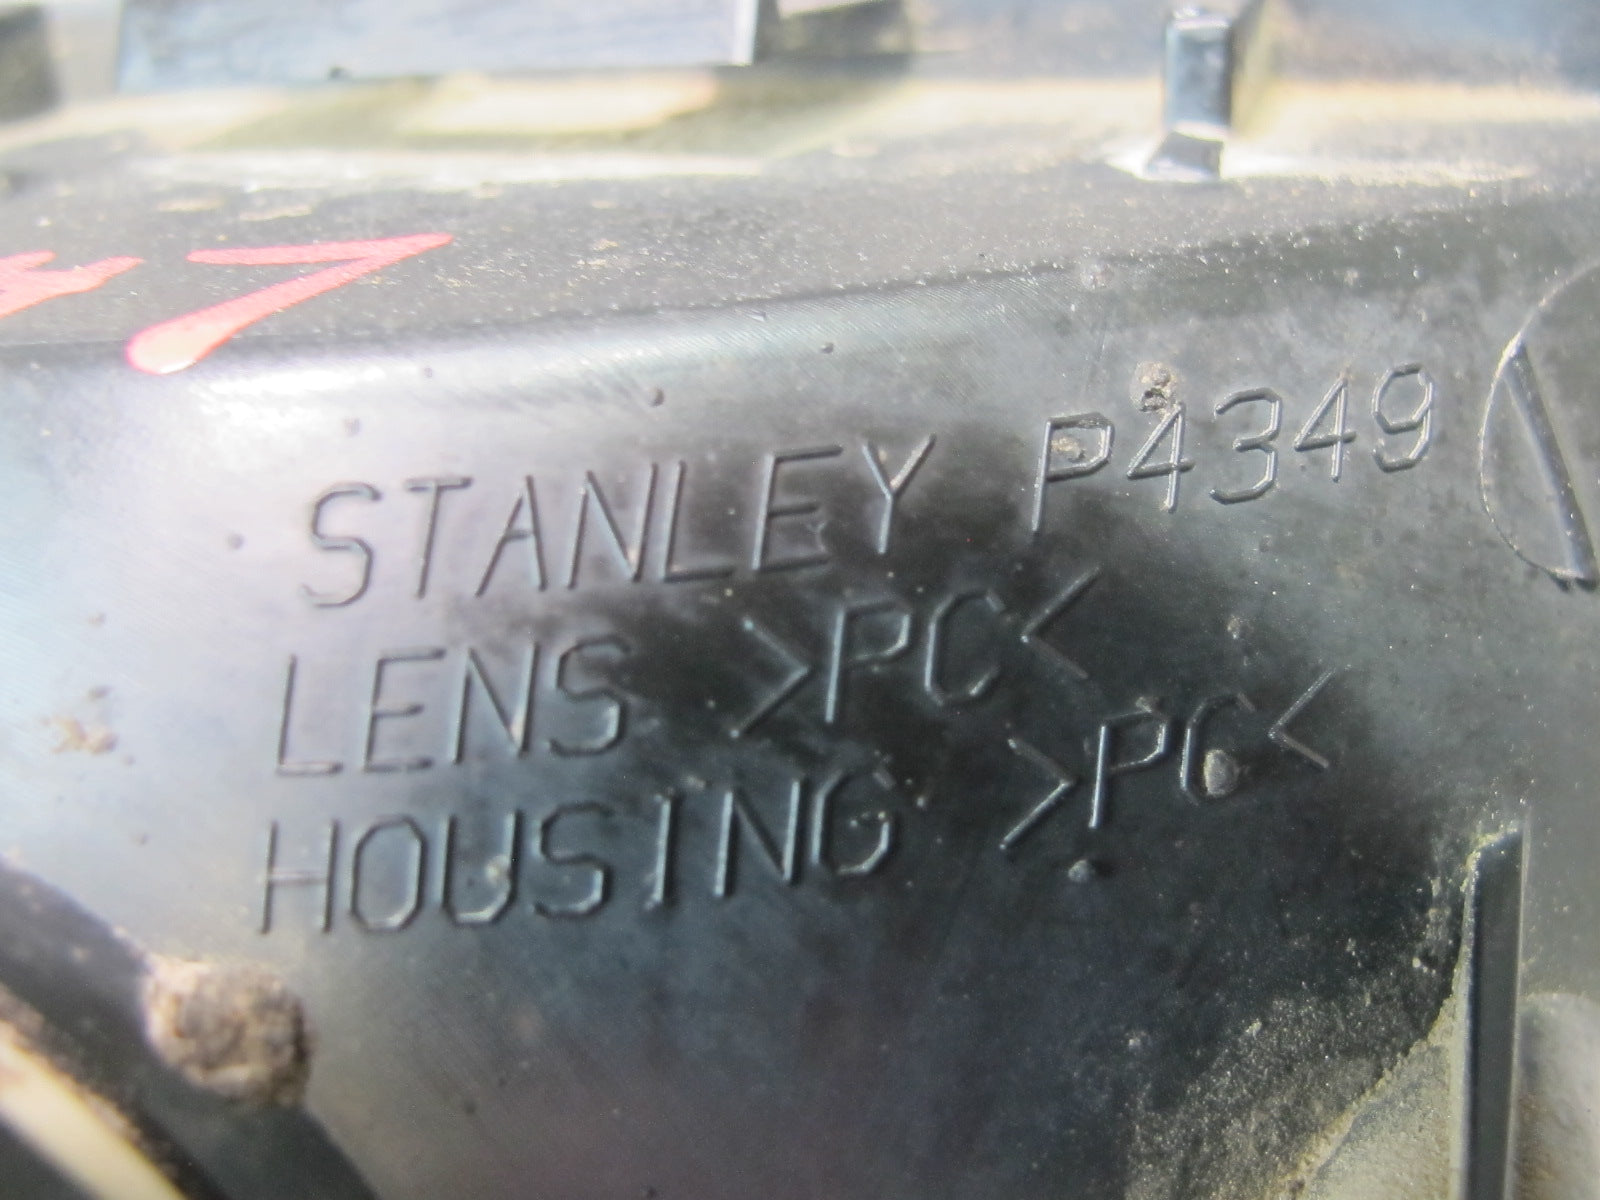 STANLEY P4349
LENS >PC<
HOUSING >PC<